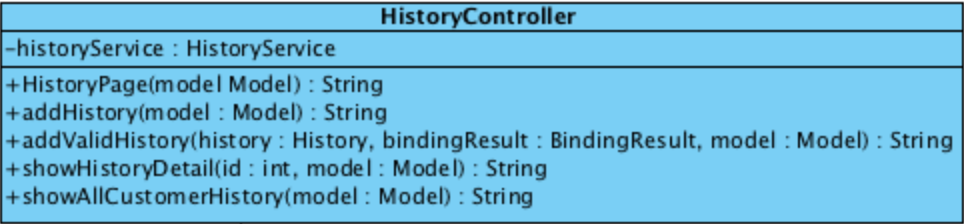 HistoryController
-historyService : HistoryService
+HistoryPage(model Model) : String
+addHistory(model : Model) : String
+addValidHistory(history : History, bindingResult : BindingResult, model : Model) : String
+showHistoryDetail(id : int, model : Model) : String
+showAllCustomerHistory(model : Model) : String